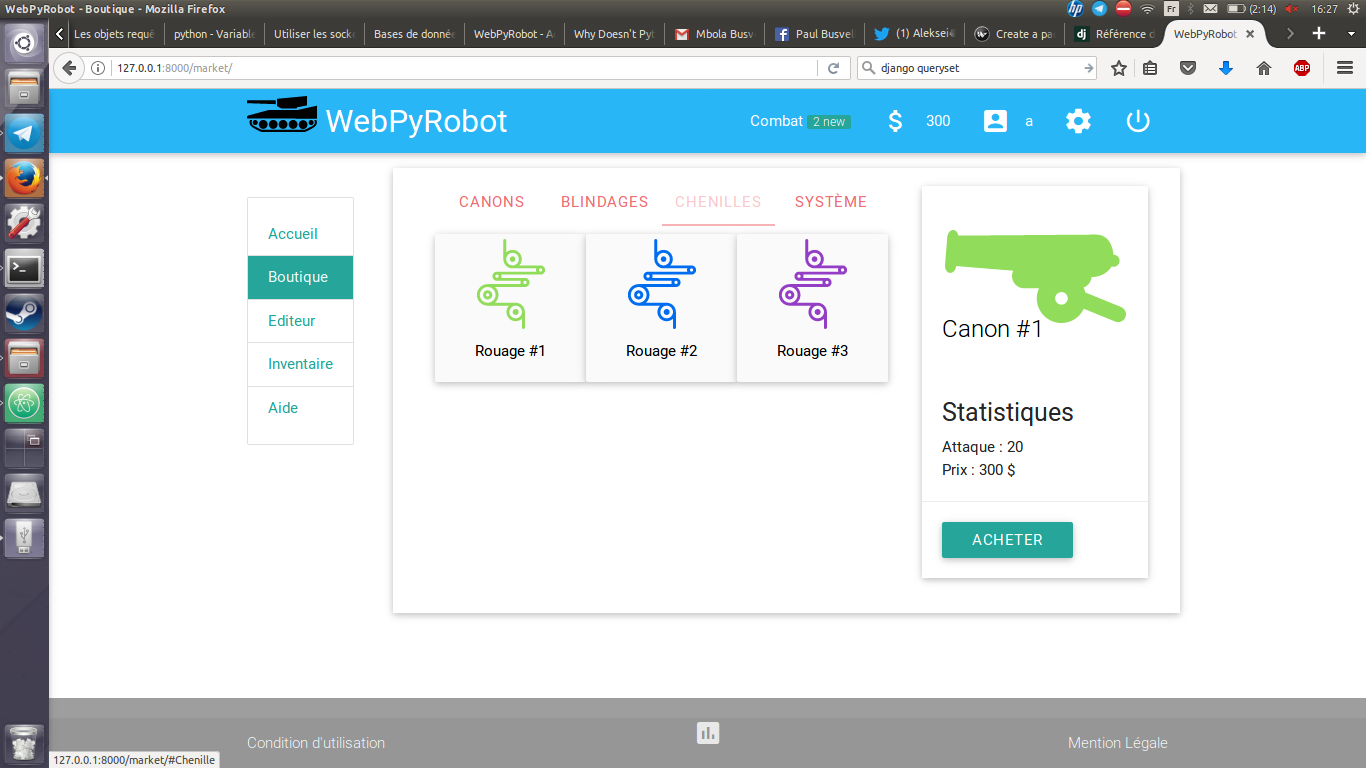 WebPyRobot - Boutique - Mozilla Firefox
Fr
(2:14)
16:27
Les objets requê
python - Variable
Utiliser les socke
Bases de donnée
WebPyRobot - A
Why Doesn't Pyt
Mbola Busv
Paul Busvel
(1) Aleksei
Create a pa
Référence d
WebPyRobot
127.0.0.1:8000/market/
django queryset
ABP
WebPyRobot
Combat 2 new
$ 300
a
Accueil
Boutique
Editeur
Inventaire
Aide
CANONS
BLINDAGES
CHENILLES
SYSTÈME
Rouage #1
Rouage #2
Rouage #3
Canon #1
Statistiques
Attaque : 20
Prix : 300 $
ACHETER
Condition d'utilisation
Mention Légale
127.0.0.1:8000/market/#Chenille